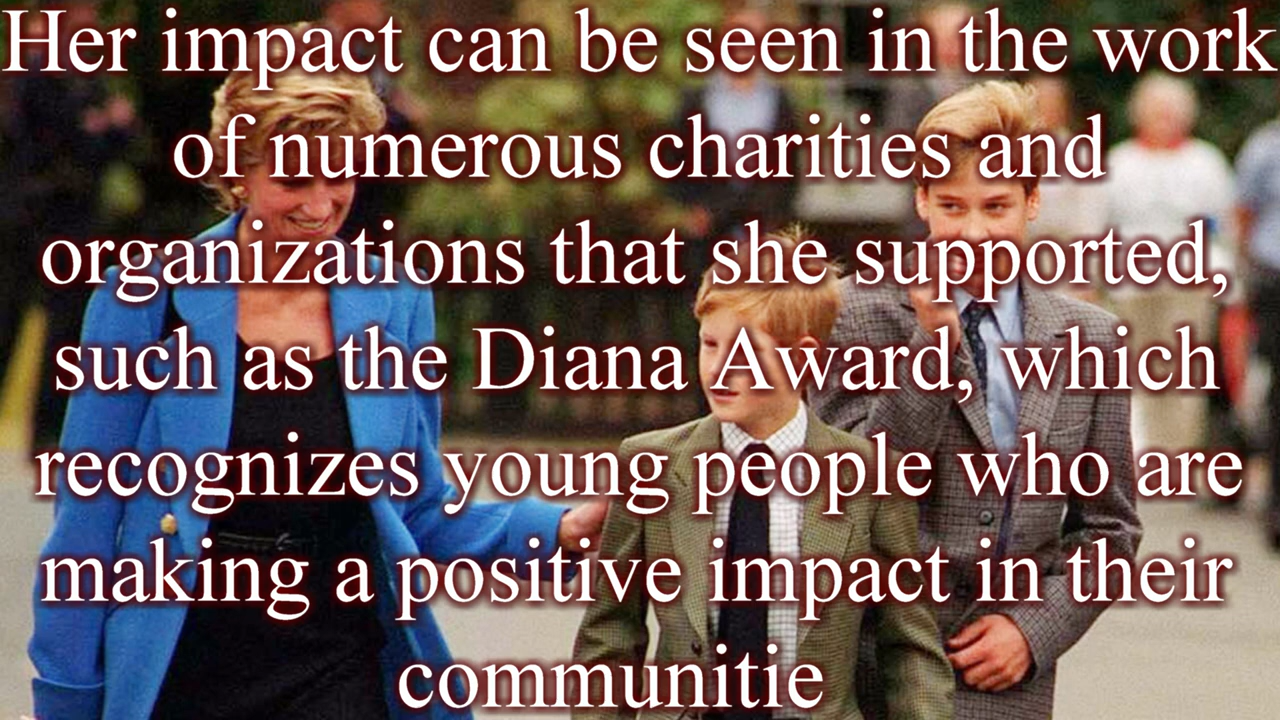 Her impact can be seen in the work
of numerous charities and
organizations that she supported,
such as the Diana Award, which
recognizes young people who are
making a positive impact in their
communitie